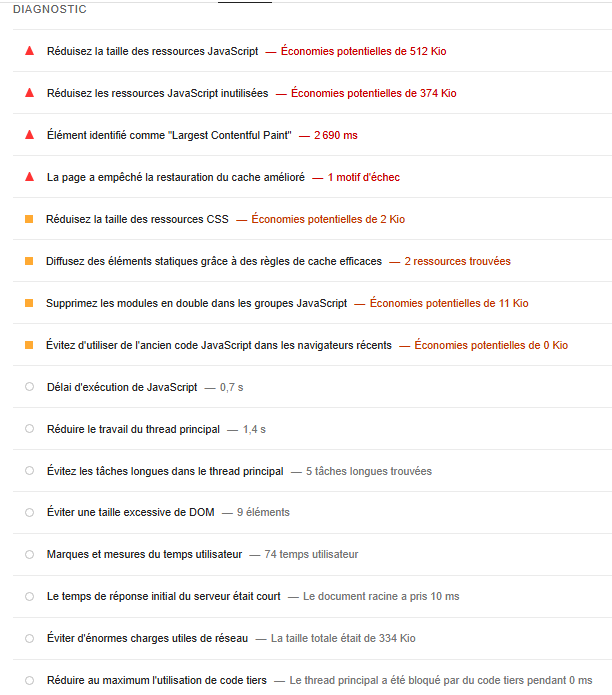 DIAGNOSTIC
Réduisez la taille des ressources JavaScript — Économies potentielles de 512 Kio
Réduisez les ressources JavaScript inutilisées — Économies potentielles de 374 Kio
Élément identifié comme "Largest Contentful Paint" — 2 690 ms
La page a empêché la restauration du cache amélioré — 1 motif d'échec
Réduisez la taille des ressources CSS — Économies potentielles de 2 Kio
Diffusez des éléments statiques grâce à des règles de cache efficaces — 2 ressources trouvées
Supprimez les modules en double dans les groupes JavaScript — Économies potentielles de 11 Kio
Évitez d'utiliser de l'ancien code JavaScript dans les navigateurs récents — Économies potentielles de 0 Kio
Délai d'exécution de JavaScript — 0,7 s
Réduire le travail du thread principal — 1,4 s
Évitez les tâches longues dans le thread principal — 5 tâches longues trouvées
Éviter une taille excessive de DOM — 9 éléments
Marques et mesures du temps utilisateur — 74 temps utilisateur
Le temps de réponse initial du serveur était court — Le document racine a pris 10 ms
Éviter d'énormes charges utiles de réseau — La taille totale était de 334 Kio
Réduire au maximum l'utilisation de code tiers — Le thread principal a été bloqué par du code tiers pendant 0 ms